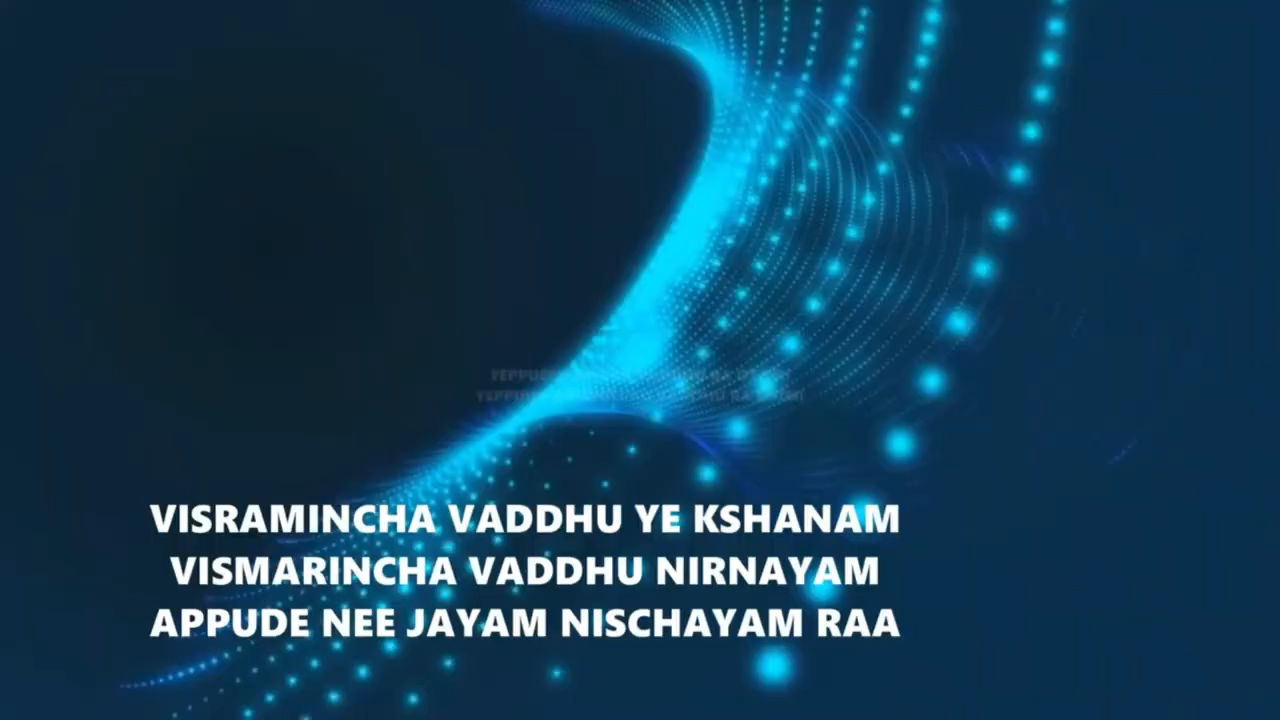 VISRAMINCHA VADDHU YE KSHANAM
VISMARINCHA VADDHU NIRNAYAM
APPUDE NEE JAYAM NISCHAYAM RAA